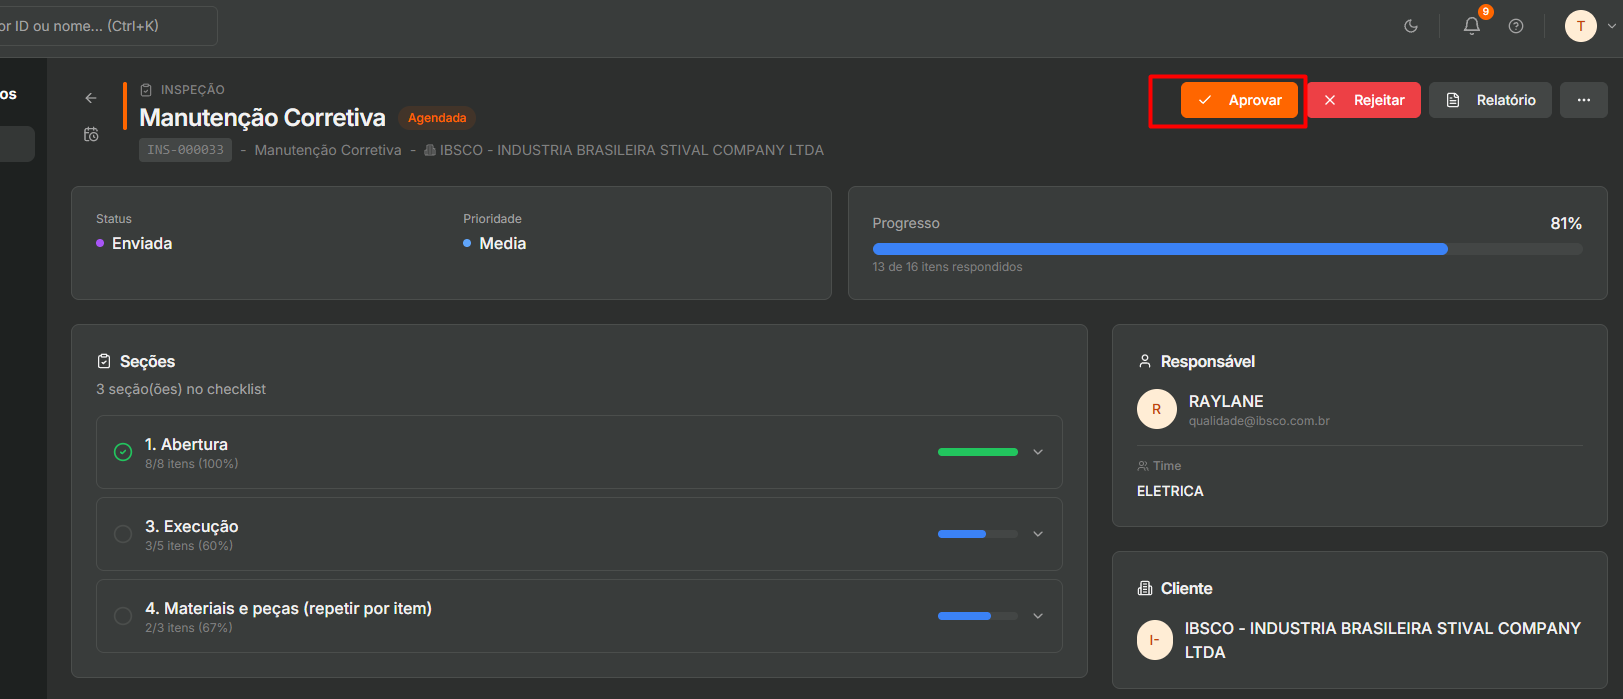 or ID ou nome... (Ctrl+K)
9
T
os
INSPEÇÃO
Manutenção Corretiva
Agendada
INS-000033 - Manutenção Corretiva - IBSCO - INDUSTRIA BRASILEIRA STIVAL COMPANY LTDA
Aprovar
Rejeitar
Relatório
...
Status
Enviada
Prioridade
Media
Progresso
81%
13 de 16 itens respondidos
Seções
3 seção(ões) no checklist
1. Abertura
8/8 itens (100%)
3. Execução
3/5 itens (60%)
4. Materiais e peças (repetir por item)
2/3 itens (67%)
Responsável
R
RAYLANE
qualidade@ibsco.com.br
Time
ELETRICA
Cliente
I-
IBSCO - INDUSTRIA BRASILEIRA STIVAL COMPANY
LTDA